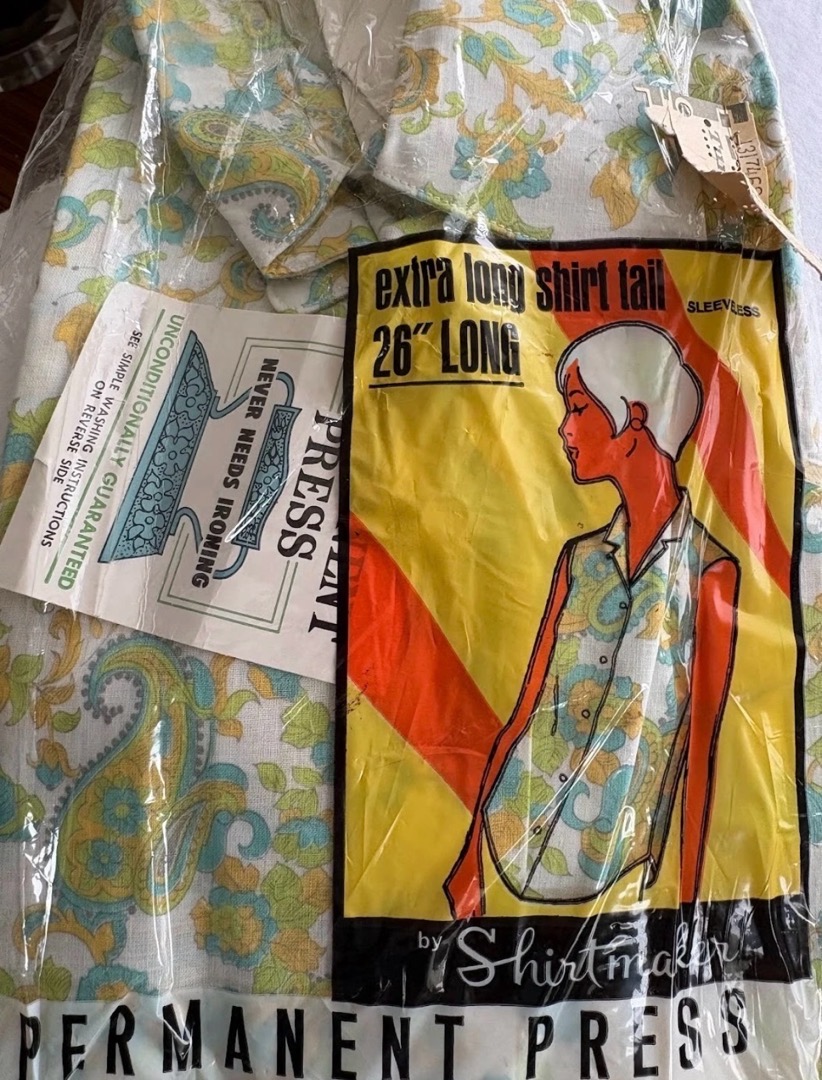 extra long shirt tail
SLEEVELESS
26" LONG
PRESS
NEVER NEEDS IRONING
UNCONDITIONALLY GUARANTEED
SEE SIMPLE WASHING INSTRUCTIONS
ON REVERSE SIDE
by Shirtmaker
PERMANENT PRESS